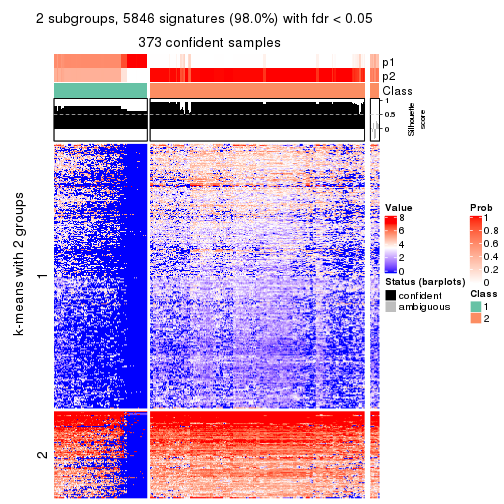 2 subgroups, 5846 signatures (98.0%) with fdr < 0.05
373 confident samples
p1
p2
Class
1
0.5
0
Silhouette
score
k-means with 2 groups
1
2
Value
8
6
4
2
0
Status (barplots)
confident
ambiguous
Prob
1
0.8
0.6
0.4
0.2
0
Class
1
2